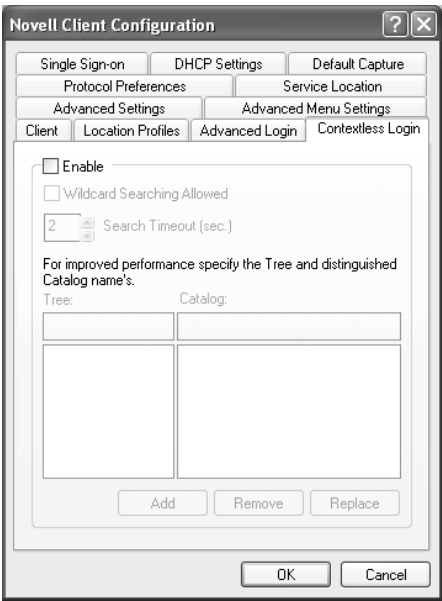 Novell Client Configuration
Single Sign-on DHCP Settings Default Capture
Protocol Preferences Service Location
Advanced Settings Advanced Menu Settings
Client Location Profiles Advanced Login Contextless Login
Enable
Wildcard Searching Allowed
2 Search Timeout (sec.)
For improved performance specify the Tree and distinguished
Catalog name's.
Tree: Catalog:
Add Remove Replace
OK Cancel